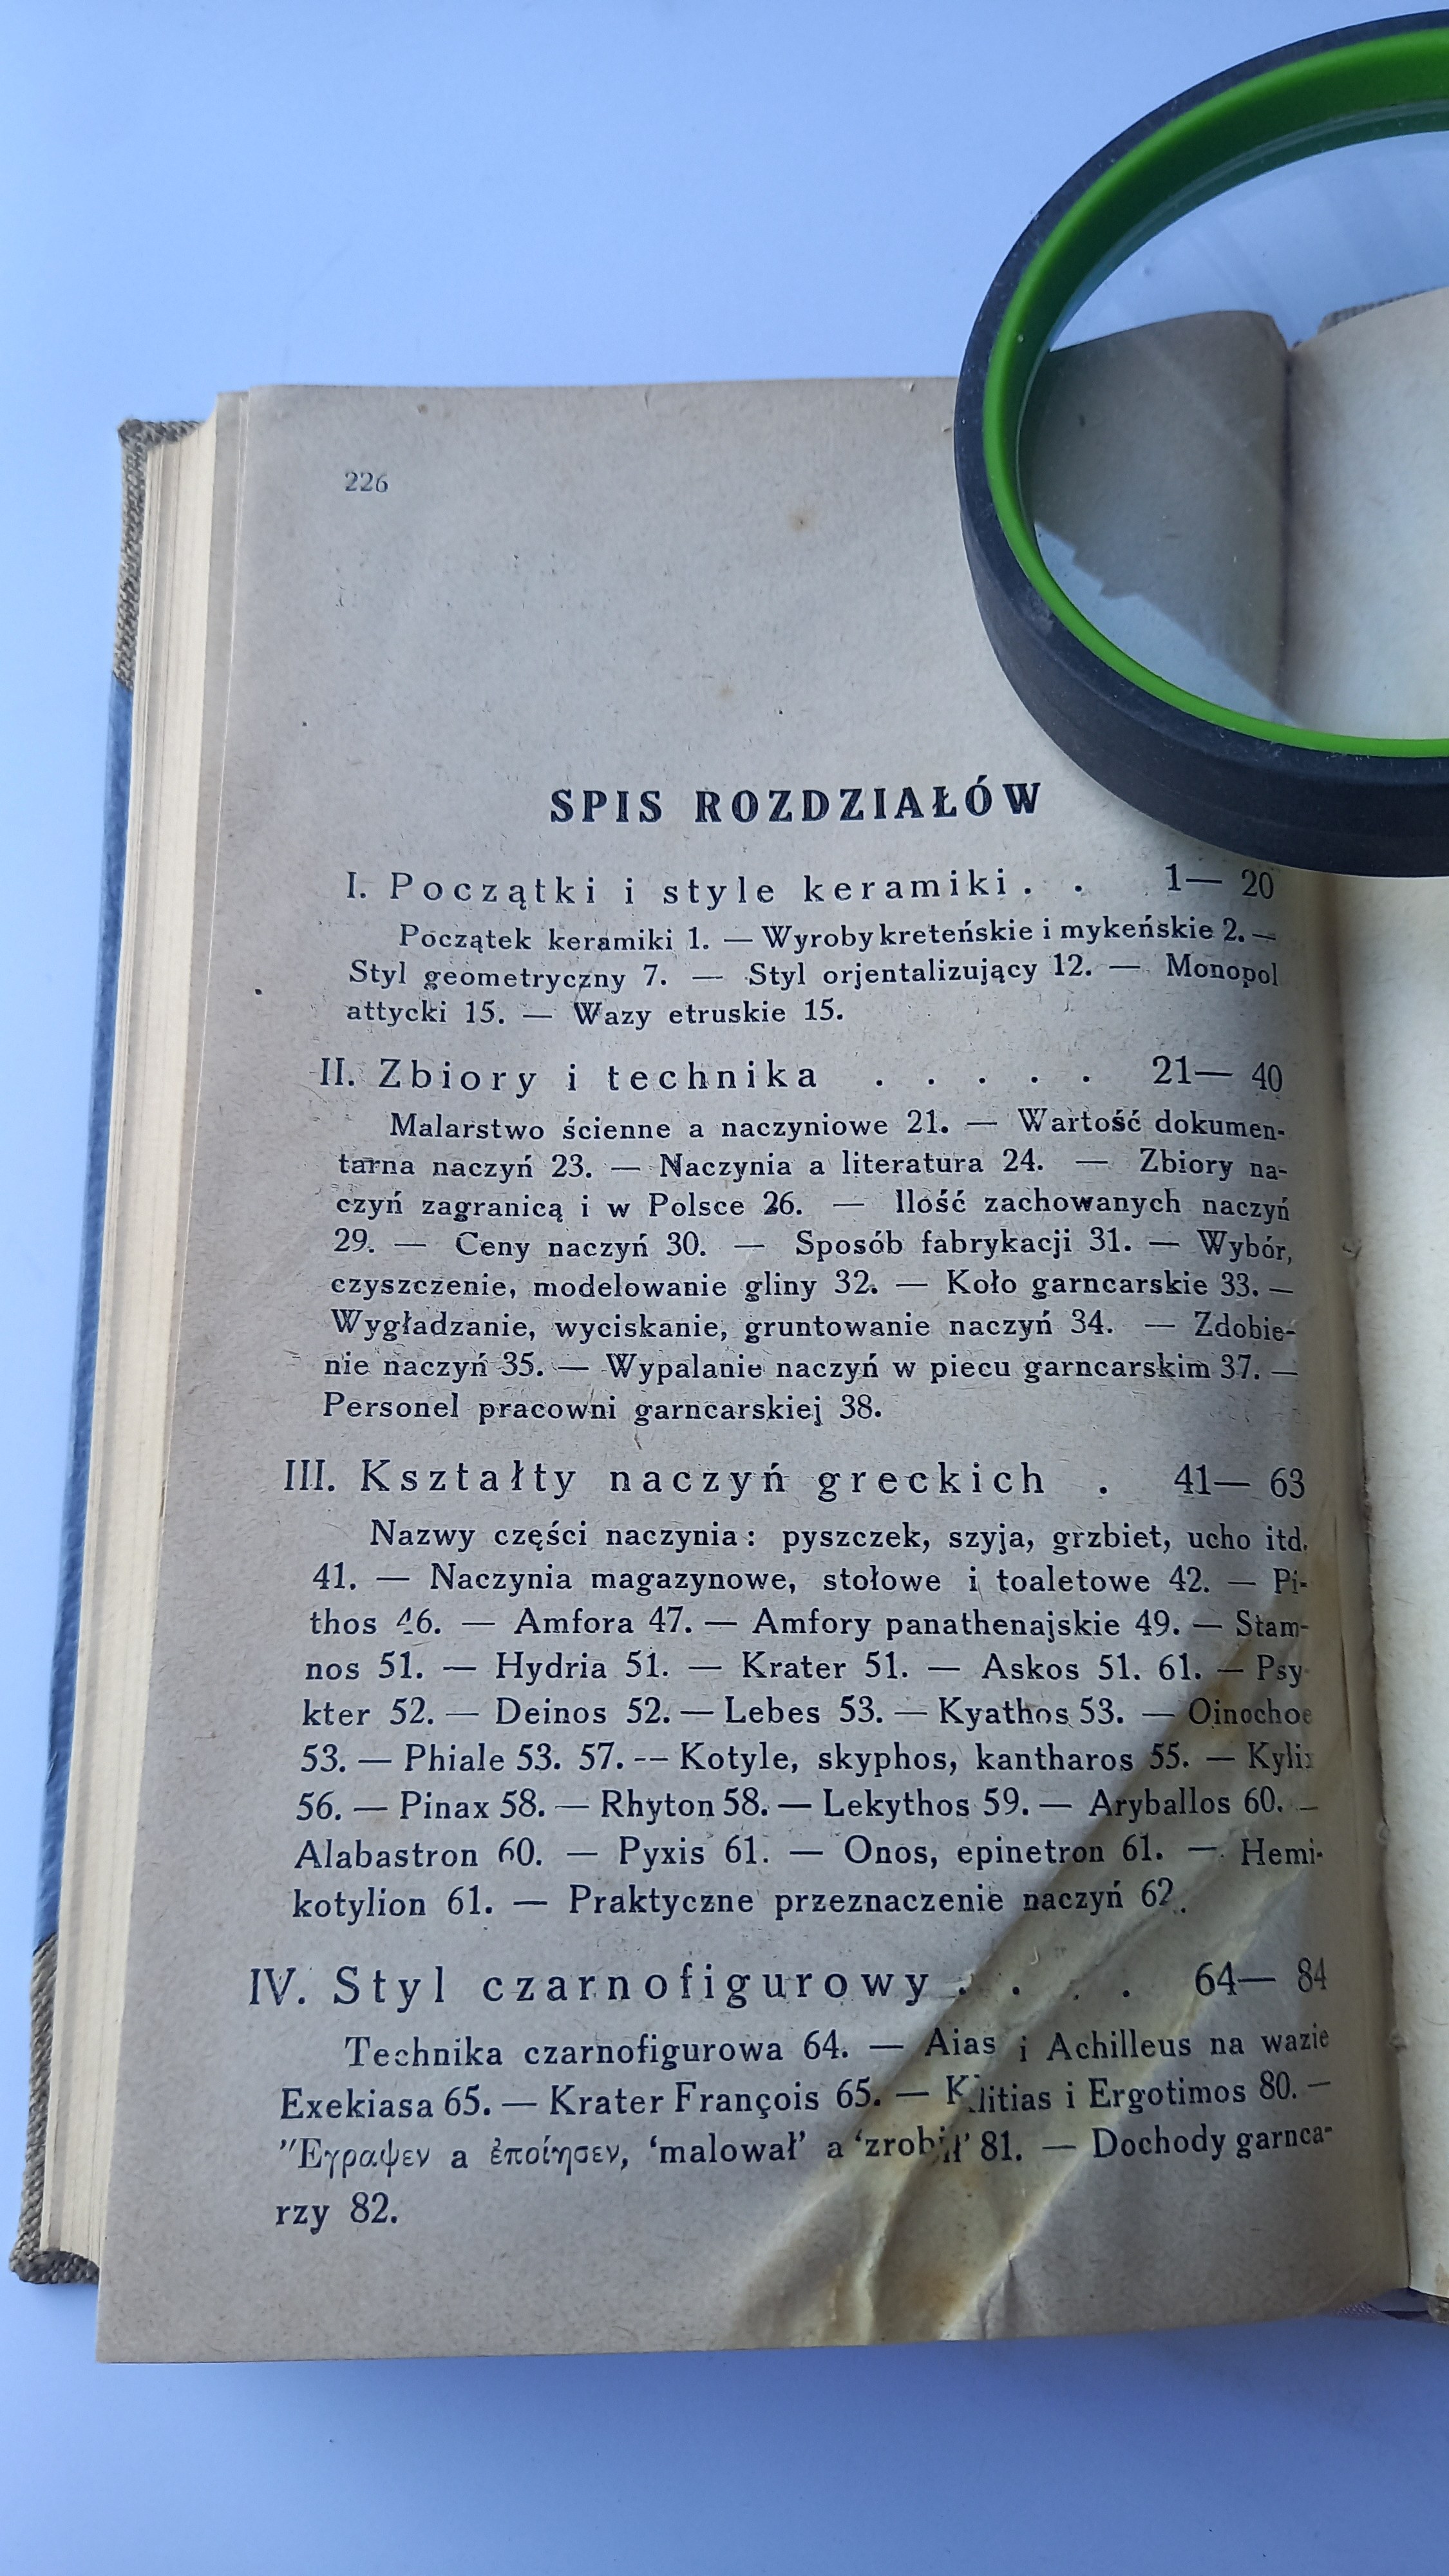 226
SPIS ROZDZIAŁÓW
I. Początki i style keramiki . . 1— 20
Początek keramiki 1. — Wyroby kreteńskie i mykeńskie 2. —
Styl geometryczny 7. — Styl orjentalizujący 12. — Monopol
attycki 15. — Wazy etruskie 15.
II. Zbiory i technika . . . . . 21— 40
Malarstwo ścienne a naczyniowe 21. — Wartość dokumen-
tarna naczyń 23. — Naczynia a literatura 24. — Zbiory na-
czyń zagranicą i w Polsce 26. — Ilość zachowanych naczyń
29. — Ceny naczyń 30. — Sposób fabrykacji 31. — Wybór,
czyszczenie, modelowanie gliny 32. — Koło garncarskie 33. —
Wygładzanie, wyciskanie, gruntowanie naczyń 34. — Zdobie-
nie naczyń 35. — Wypalanie naczyń w piecu garncarskim 37. —
Personel pracowni garncarskiej 38.
III. Kształty naczyń greckich . 41— 63
Nazwy części naczynia: pyszczek, szyja, grzbiet, ucho itd.
41. — Naczynia magazynowe, stołowe i toaletowe 42. — Pi-
thos 46. — Amfora 47. — Amfory panathenajskie 49. — Stam-
nos 51. — Hydria 51. — Krater 51. — Askos 51. 61. — Psy-
kter 52. — Deinos 52. — Lebes 53. — Kyathos 53. — Oinochoe
53. — Phiale 53. 57. -- Kotyle, skyphos, kantharos 55. — Kylix
56. — Pinax 58. — Rhyton 58. — Lekythos 59. — Aryballos 60. —
Alabastron 60. — Pyxis 61. — Onos, epinetron 61. — Hemi-
kotylion 61. — Praktyczne przeznaczenie naczyń 62.
IV. Styl czarnofigurowy . . . . 64— 84
Technika czarnofigurowa 64. — Aias i Achilleus na wazie
Exekiasa 65. — Krater François 65. — Klitias i Ergotimos 80. —
Ἔγραψεν a ἐποίησεν, ‘malował’ a ‘zrobił’ 81. — Dochody garnca-
rzy 82.